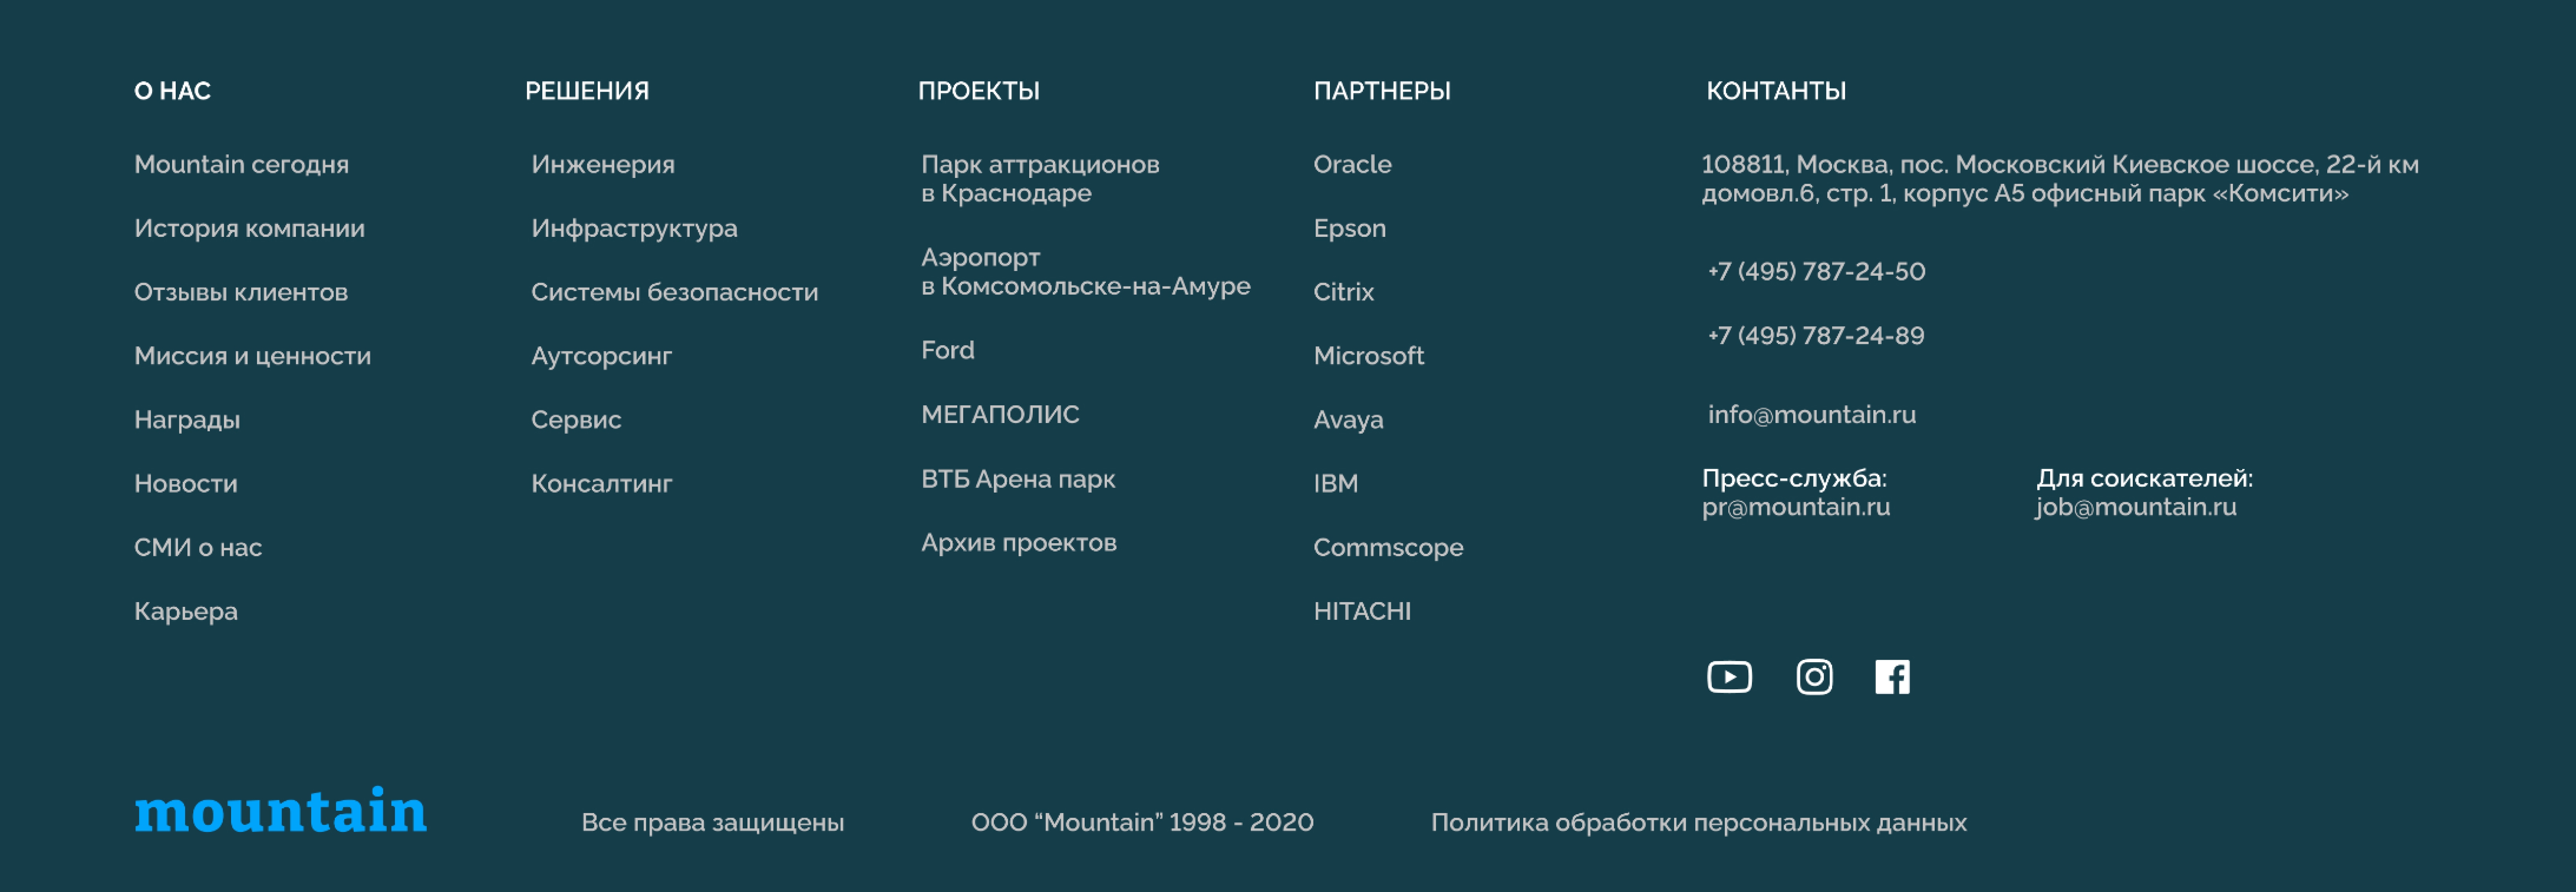 О НАС
Mountain сегодня
История компании
Отзывы клиентов
Миссия и ценности
Награды
Новости
СМИ о нас
Карьера
РЕШЕНИЯ
Инженерия
Инфраструктура
Системы безопасности
Аутсорсинг
Сервис
Консалтинг
ПРОЕКТЫ
Парк аттракционов
в Краснодаре
Аэропорт
в Комсомольске-на-Амуре
Ford
МЕГАПОЛИС
ВТБ Арена парк
Архив проектов
ПАРТНЕРЫ
Oracle
Epson
Citrix
Microsoft
Avaya
IBM
Commscope
HITACHI
КОНТАНТЫ
108811, Москва, пос. Московский Киевское шоссе, 22-й км
домовл.6, стр. 1, корпус А5 офисный парк «Комсити»
+7 (495) 787-24-50
+7 (495) 787-24-89
info@mountain.ru
Пресс-служба:
pr@mountain.ru
Для соискателей:
job@mountain.ru
mountain
Все права защищены
ООО “Mountain” 1998 - 2020
Политика обработки персональных данных